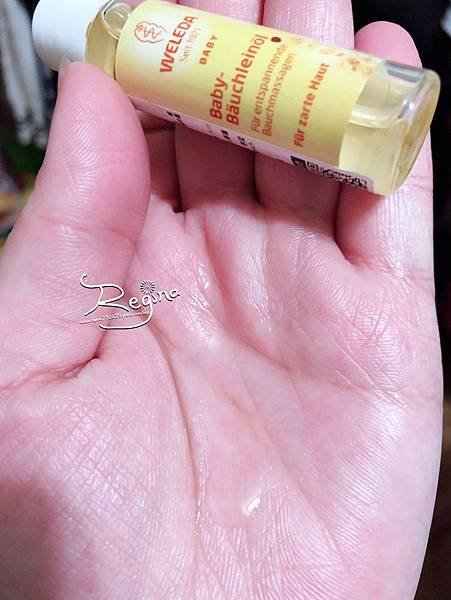 WELEDA
Seit 1921
BABY
Baby-
Bäuchleinöl
Für entspannende
Bauchmassagen
Für zarte Haut
Regina